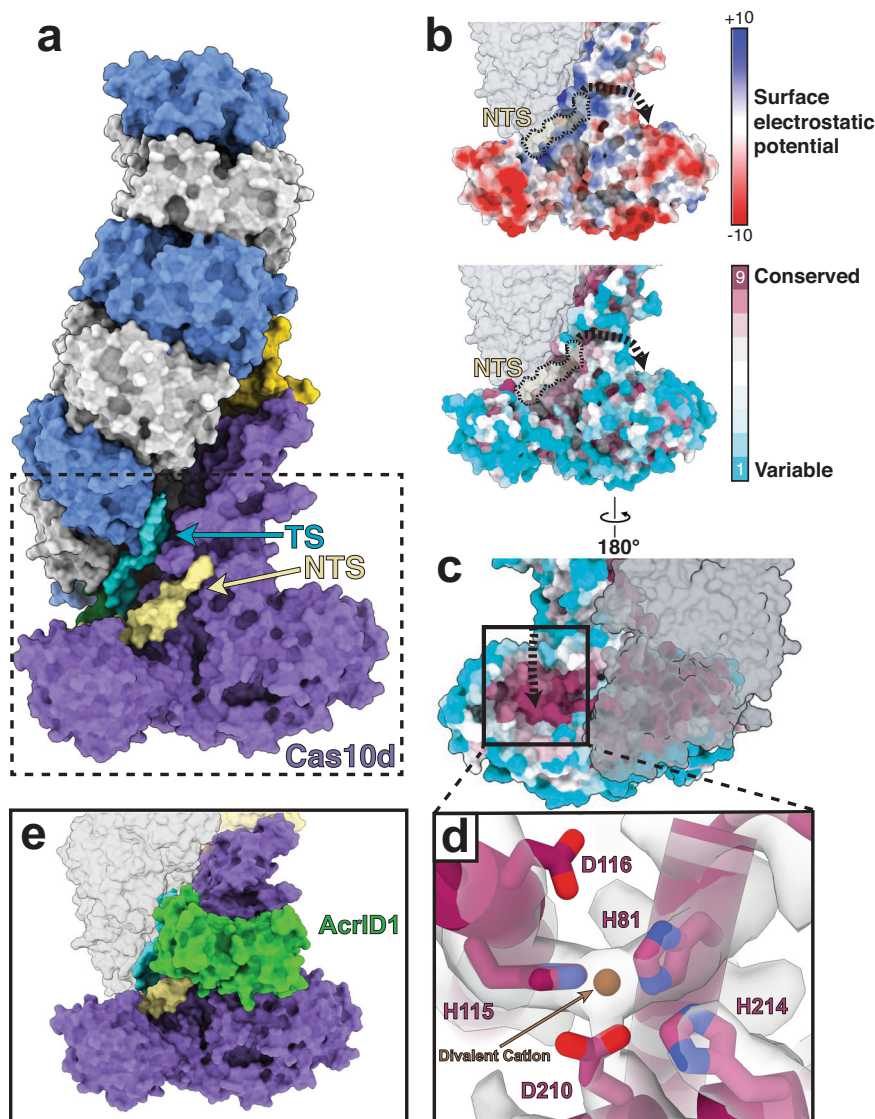 a
TS
NTS
Cas10d
b
NTS
+10
Surface
electrostatic
potential
-10
NTS
9 Conserved
1 Variable
180°
c
d
D116
H81
H115
H214
Divalent Cation
D210
e
AcrID1